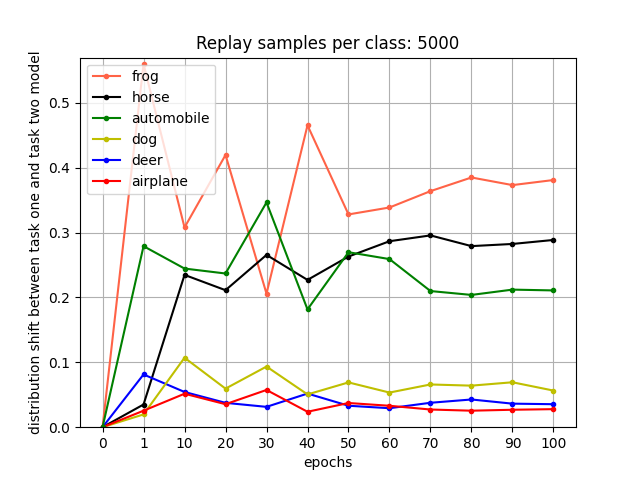 Replay samples per class: 5000
distribution shift between task one and task two model
0.5
0.4
0.3
0.2
0.1
0.0
frog
horse
automobile
dog
deer
airplane
0 1 10 20 30 40 50 60 70 80 90 100
epochs